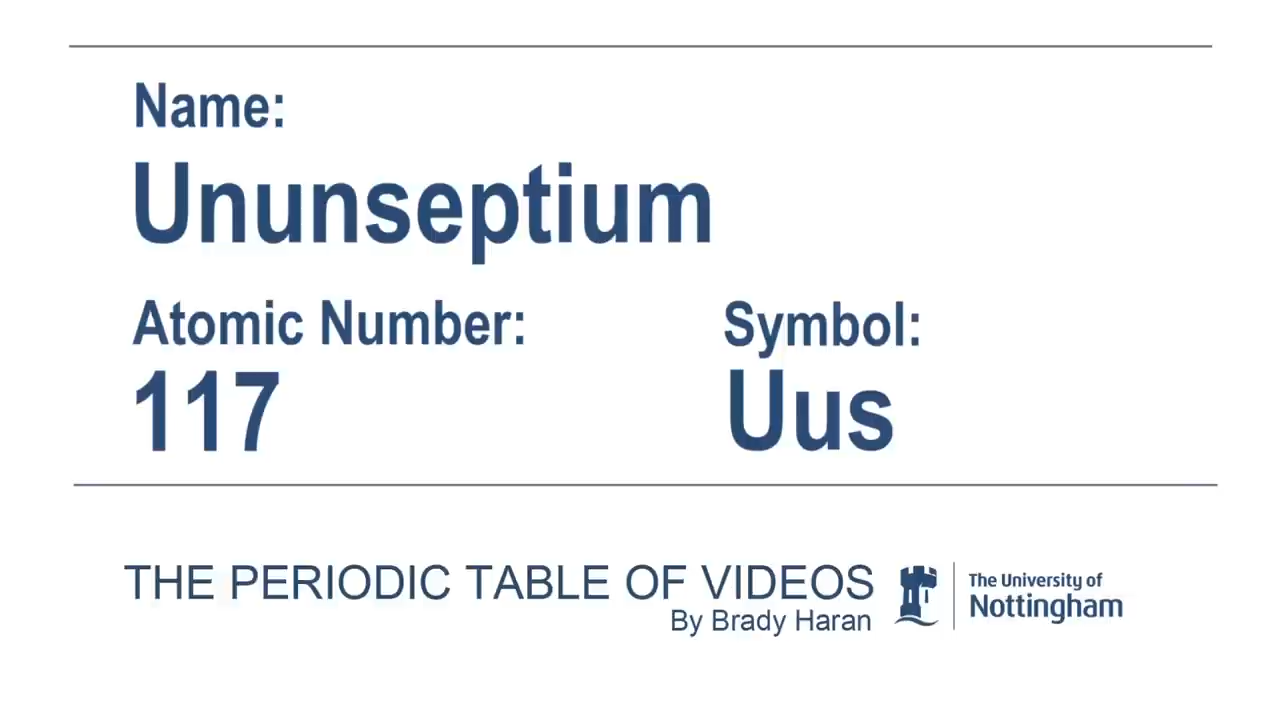 Name:
Ununseptium
Atomic Number:
Symbol:
117
Uus
THE PERIODIC TABLE OF VIDEOS
By Brady Haran
The University of
Nottingham